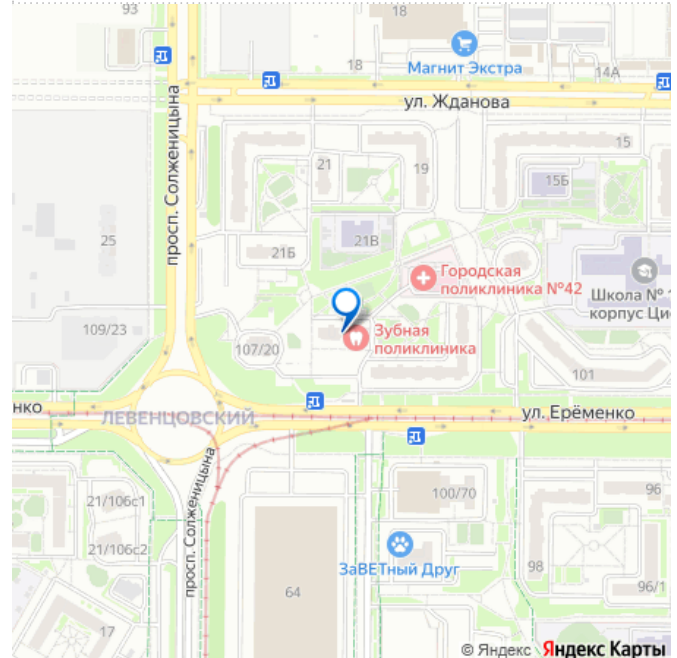 93
18
Магнит Экстра
18
14А
ул. Жданова
просп. Солженицына
15
21
19
15Б
21В
25
21Б
Городская
поликлиника №42
Школа № 1
корпус Ци
109/23
Зубная
поликлиника
107/20
101
нко
ЛЕВЕНЦОВСКИЙ
ул. Ерёменко
просп. Солженицына
21/106с1
100/70
96
21/106с2
ЗаВЕТный Друг
98
64
96/1
17
© Яндекс Яндекс Карты